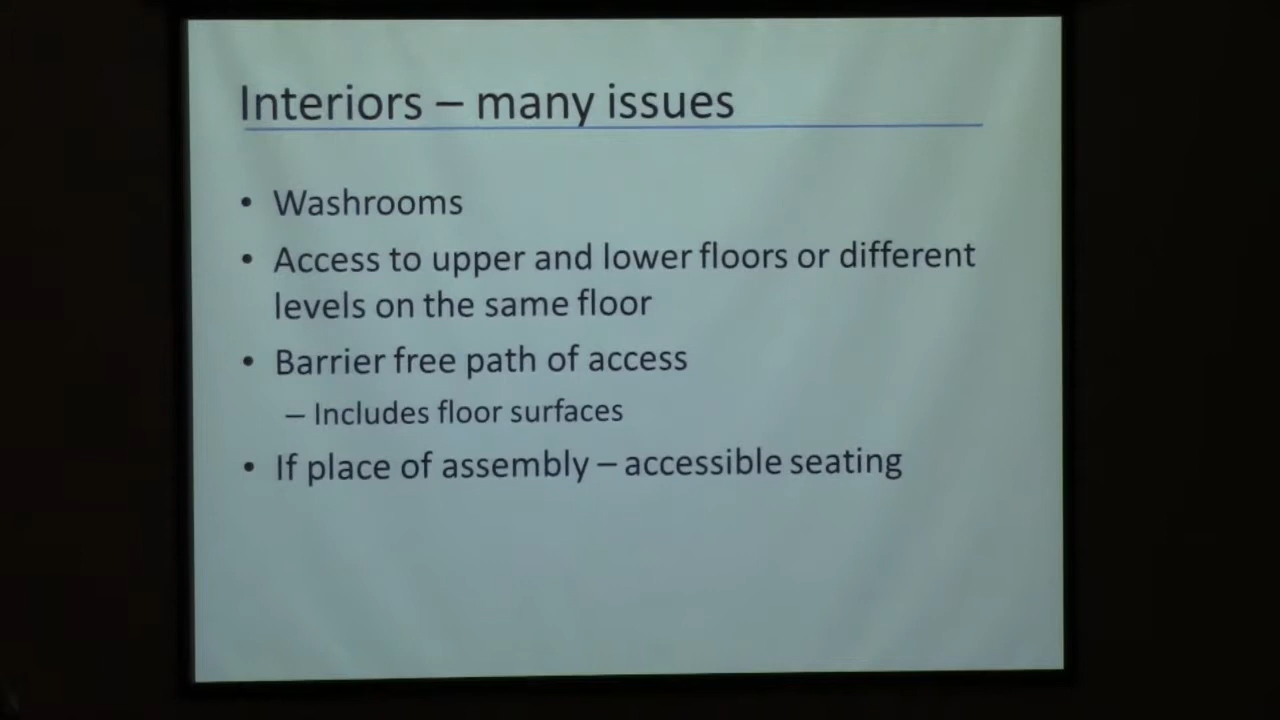 Interiors – many issues
• Washrooms
• Access to upper and lower floors or different
levels on the same floor
• Barrier free path of access
– Includes floor surfaces
• If place of assembly – accessible seating